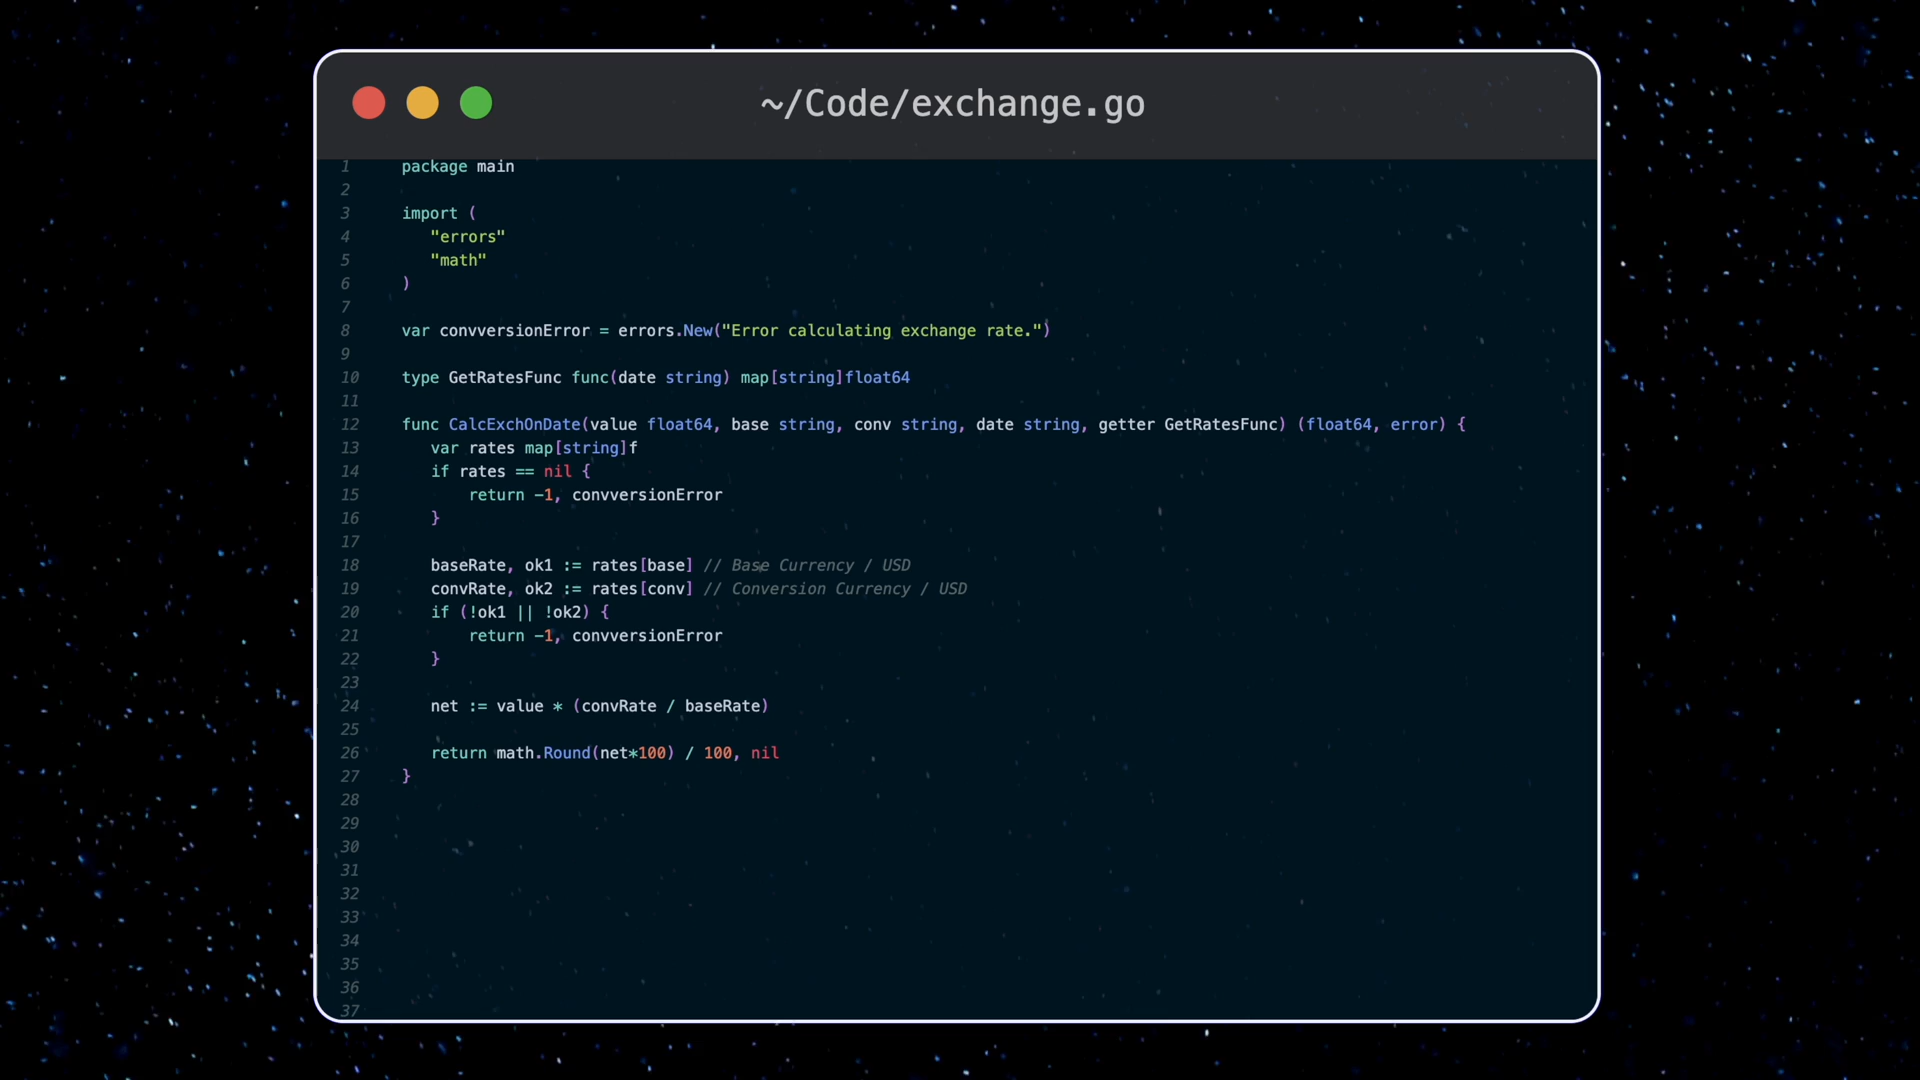 ~/Code/exchange.go
1 package main
2
3 import (
4 "errors"
5 "math"
6 )
7
8 var convversionError = errors.New("Error calculating exchange rate.")
9
10 type GetRatesFunc func(date string) map[string]float64
11
12 func CalcExchOnDate(value float64, base string, conv string, date string, getter GetRatesFunc) (float64, error) {
13 var rates map[string]f
14 if rates == nil {
15 return -1, convversionError
16 }
17
18 baseRate, ok1 := rates[base] // Base Currency / USD
19 convRate, ok2 := rates[conv] // Conversion Currency / USD
20 if (!ok1 || !ok2) {
21 return -1, convversionError
22 }
23
24 net := value * (convRate / baseRate)
25
26 return math.Round(net*100) / 100, nil
27 }
28
29
30
31
32
33
34
35
36
37